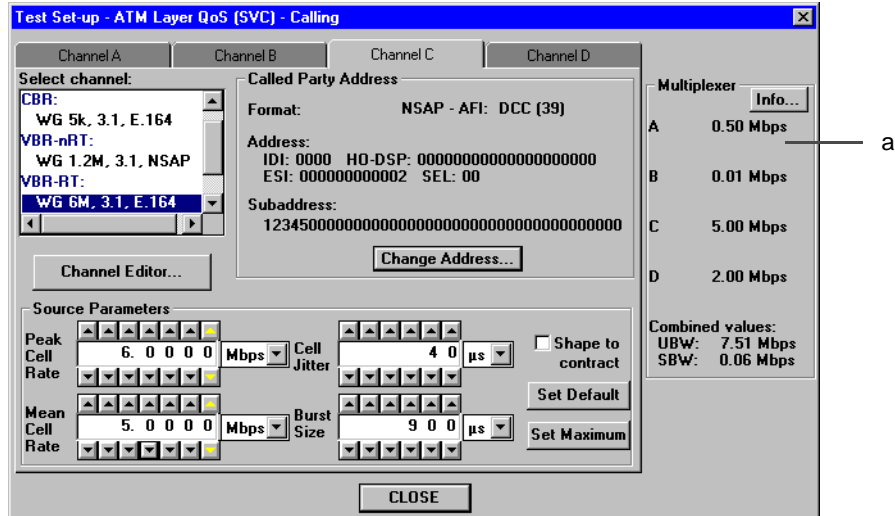 Test Set-up - ATM Layer QoS (SVC) - Calling
Channel A
Channel B
Channel C
Channel D
Select channel:
CBR:
WG 5k, 3.1, E.164
VBR-nRT:
WG 1.2M, 3.1, NSAP
VBR-RT:
WG 6M, 3.1, E.164
Channel Editor...
Called Party Address
Format: NSAP - AFI: DCC (39)
Address:
IDI: 0000 HO-DSP: 00000000000000000000
ESI: 000000000002 SEL: 00
Subaddress:
1234500000000000000000000000000000000000
Change Address...
Multiplexer
Info...
A 0.50 Mbps
B 0.01 Mbps
C 5.00 Mbps
D 2.00 Mbps
Combined values:
UBW: 7.51 Mbps
SBW: 0.06 Mbps
a
Source Parameters
Peak Cell Rate
6. 0 0 0 0
Mbps
Cell Jitter
4 0
µs
Shape to contract
Mean Cell Rate
5. 0 0 0 0
Mbps
Burst Size
9 0 0
µs
Set Default
Set Maximum
CLOSE